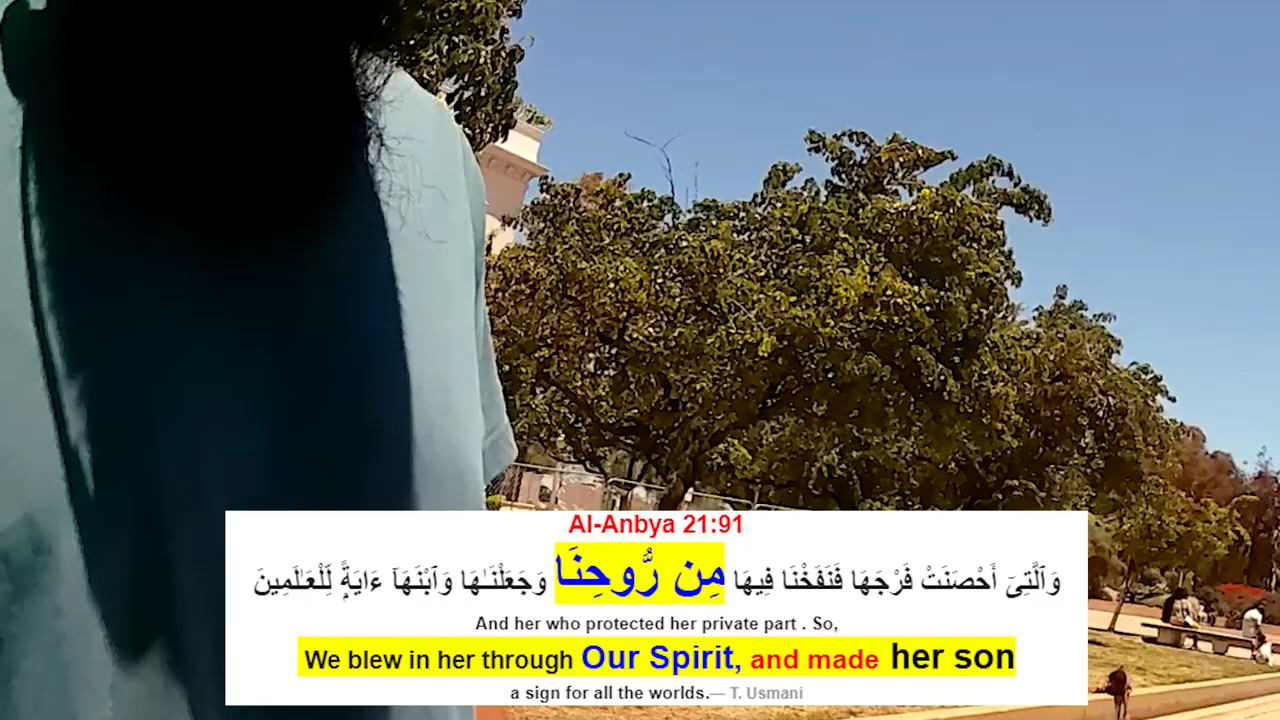 Al-Anbya 21:91
وَٱلَّتِىٓ أَحْصَنَتْ فَرْجَهَا فَنَفَخْنَا فِيهَا مِن رُّوحِنَا وَجَعَلْنَـٰهَا وَٱبْنَهَآ ءَايَةًۭ لِّلْعَـٰلَمِينَ
And her who protected her private part . So,
We blew in her through Our Spirit, and made her son
a sign for all the worlds.— T. Usmani